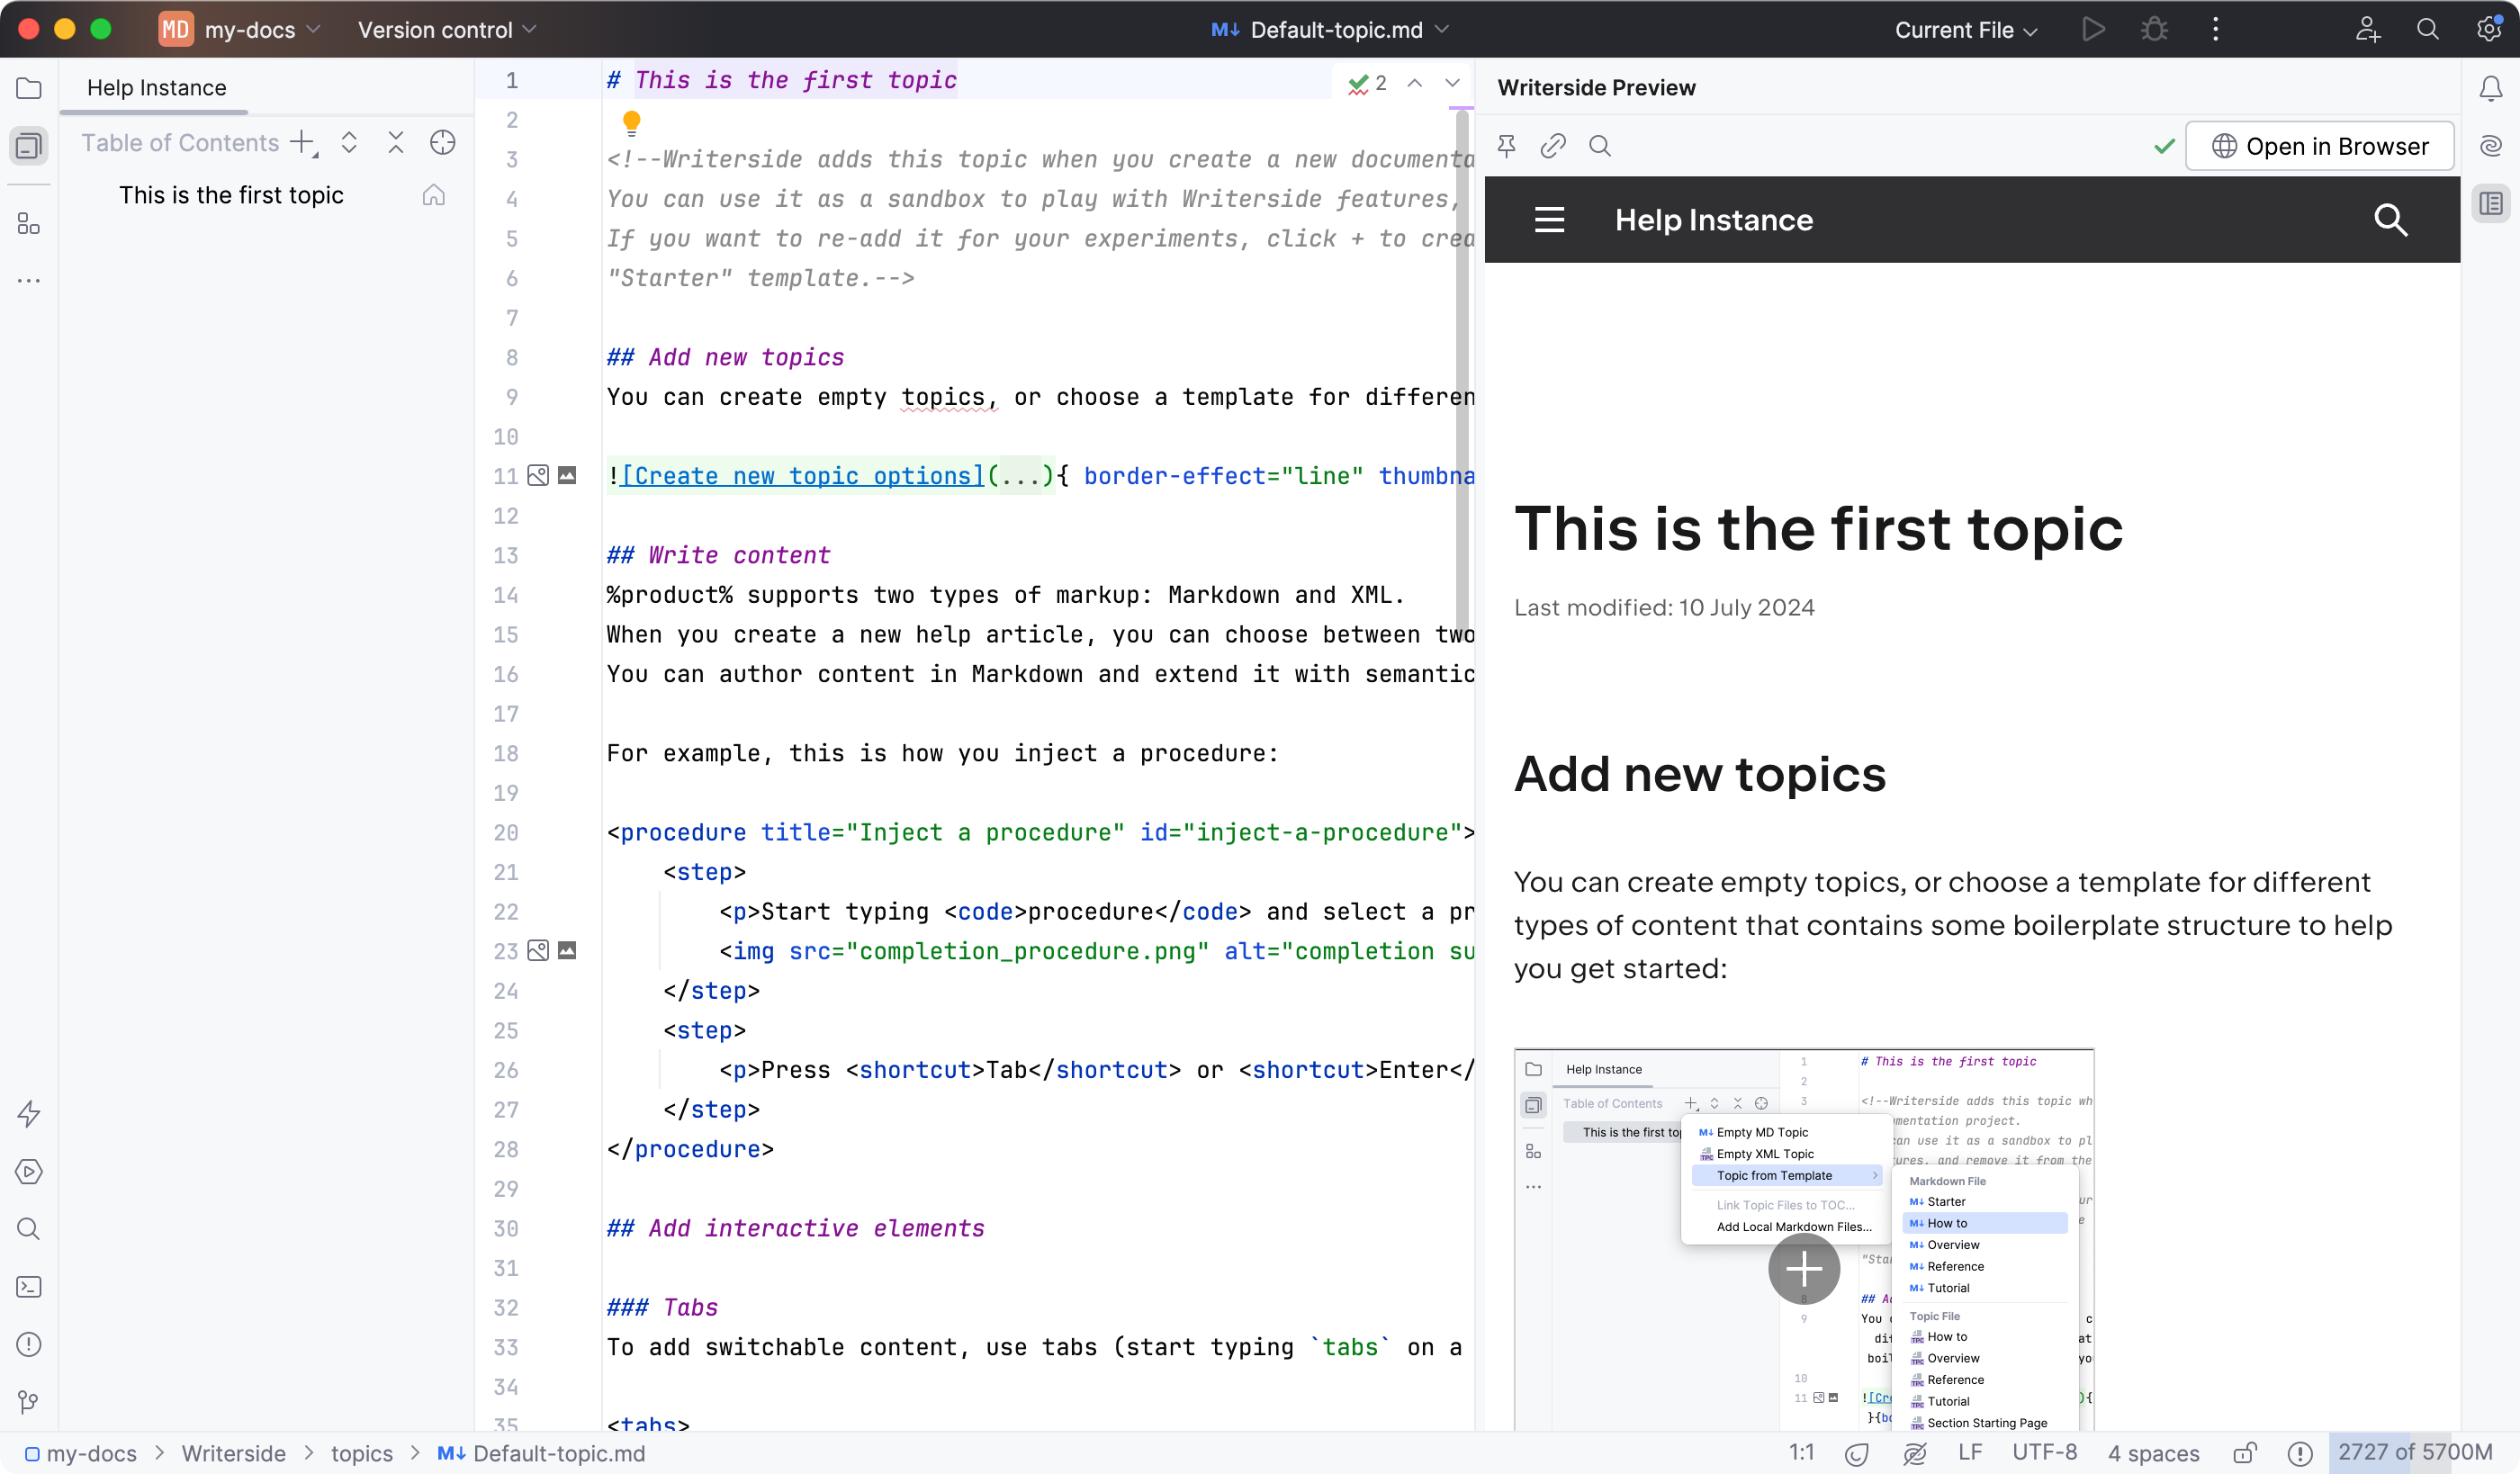 MD my-docs Version control
M↓ Default-topic.md
Current File
Help Instance
Table of Contents
This is the first topic
1 # This is the first topic
2 2
3 <!--Writerside adds this topic when you create a new documenta
4 You can use it as a sandbox to play with Writerside features,
5 If you want to re-add it for your experiments, click + to crea
6 "Starter" template.-->
7
8 ## Add new topics
9 You can create empty topics, or choose a template for differen
10
11 ![Create new topic options](...){ border-effect="line" thumbna
12
13 ## Write content
14 %product% supports two types of markup: Markdown and XML.
15 When you create a new help article, you can choose between two
16 You can author content in Markdown and extend it with semantic
17
18 For example, this is how you inject a procedure:
19
20 <procedure title="Inject a procedure" id="inject-a-procedure">
21 <step>
22 <p>Start typing <code>procedure</code> and select a pr
23 <img src="completion_procedure.png" alt="completion su
24 </step>
25 <step>
26 <p>Press <shortcut>Tab</shortcut> or <shortcut>Enter</
27 </step>
28 </procedure>
29
30 ## Add interactive elements
31
32 ### Tabs
33 To add switchable content, use tabs (start typing `tabs` on a
34
35 <tabs>
Writerside Preview
Open in Browser
Help Instance
This is the first topic
Last modified: 10 July 2024
Add new topics
You can create empty topics, or choose a template for different
types of content that contains some boilerplate structure to help
you get started:
Help Instance
Table of Contents
This is the first top
1 # This is the first topic
2
3 <!--Writerside adds this topic wh
mentation project.
can use it as a sandbox to pl
tures, and remove it from the
Empty MD Topic
Empty XML Topic
Topic from Template
Link Topic Files to TOC...
Add Local Markdown Files...
Markdown File
M↓ Starter
M↓ How to
M↓ Overview
M↓ Reference
M↓ Tutorial
Topic File
How to
Overview
Reference
Tutorial
Section Starting Page
"Sta
8 ## A
9 You
boil
10
11 ![Cre
my-docs > Writerside > topics > M↓ Default-topic.md
1:1 LF UTF-8 4 spaces 2727 of 5700M